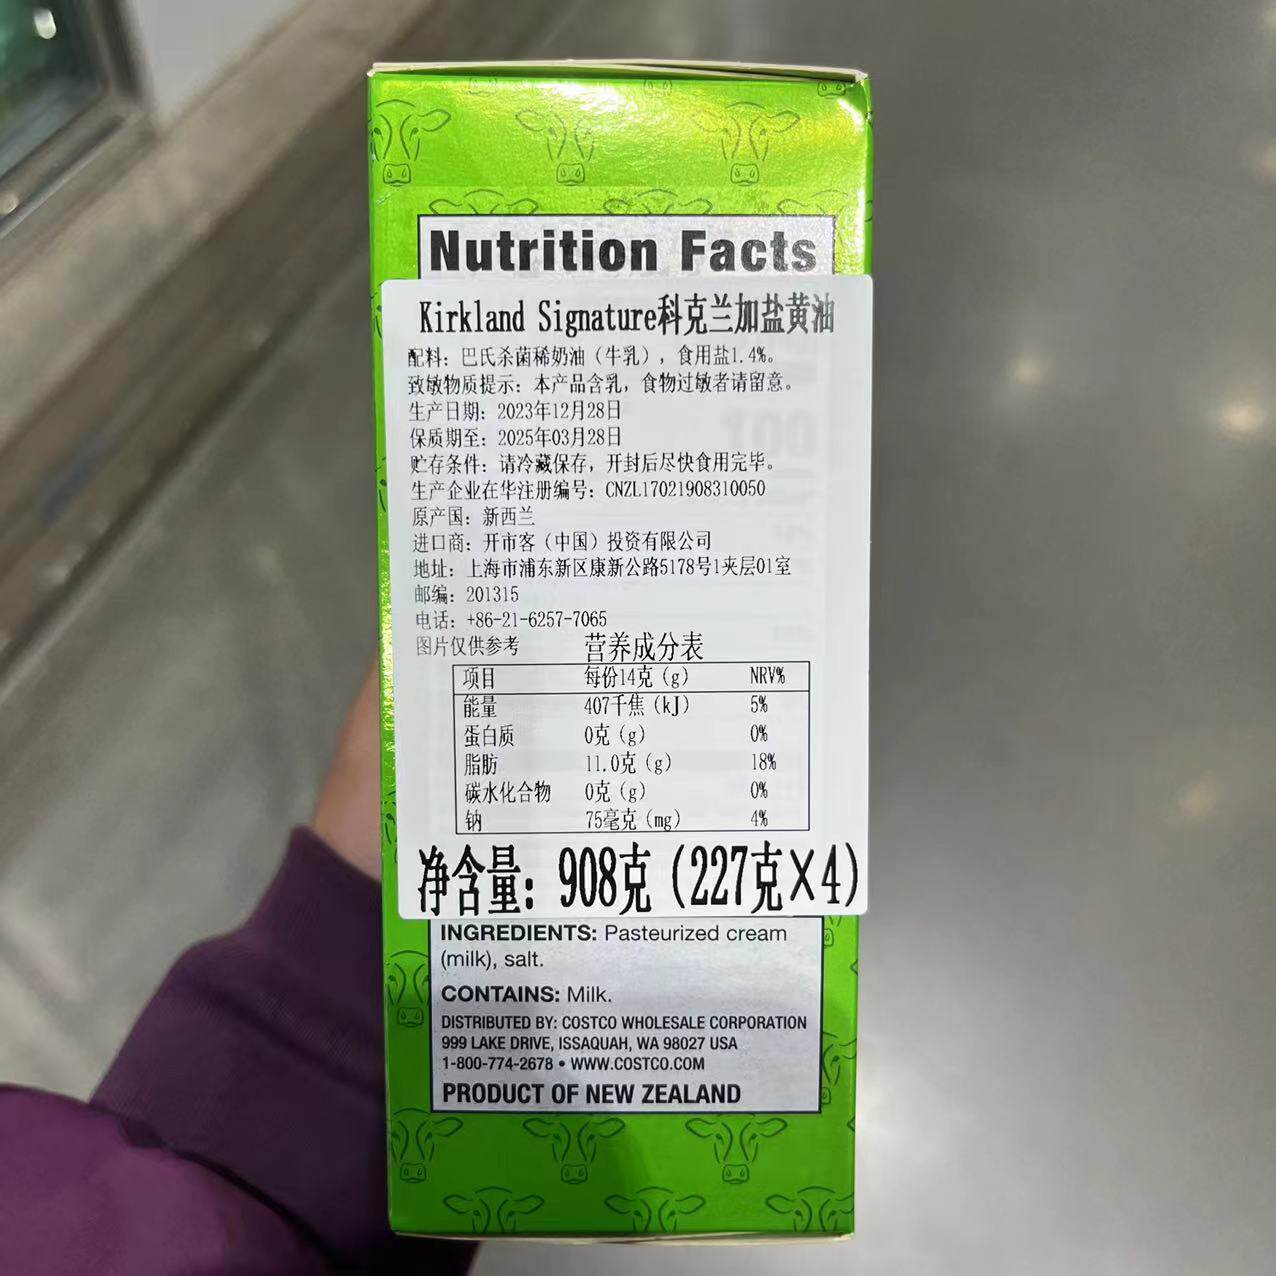 Nutrition Facts
Kirkland Signature科克兰加盐黄油
配料：巴氏杀菌稀奶油（牛乳），食用盐1.4%。
致敏物质提示：本产品含乳，食物过敏者请留意。
生产日期：2023年12月28日
保质期至：2025年03月28日
贮存条件：请冷藏保存，开封后尽快食用完毕。
生产企业在华注册编号：CNZL17021908310050
原产国：新西兰
进口商：开市客（中国）投资有限公司
地址：上海市浦东新区康新公路5178号1夹层01室
邮编：201315
电话：+86-21-6257-7065
图片仅供参考 营养成分表
项目 每份14克（g） NRV%
能量 407千焦（kJ） 5%
蛋白质 0克（g） 0%
脂肪 11.0克（g） 18%
碳水化合物 0克（g） 0%
钠 75毫克（mg） 4%
净含量：908克（227克×4）
INGREDIENTS: Pasteurized cream
(milk), salt.
CONTAINS: Milk.
DISTRIBUTED BY: COSTCO WHOLESALE CORPORATION
999 LAKE DRIVE, ISSAQUAH, WA 98027 USA
1-800-774-2678 • WWW.COSTCO.COM
PRODUCT OF NEW ZEALAND